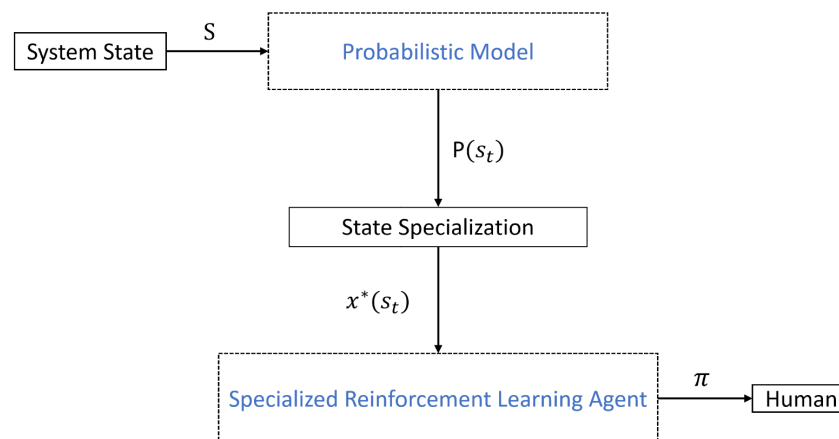 System State
S
Probabilistic Model
P(s_t)
State Specialization
x*(s_t)
Specialized Reinforcement Learning Agent
π
Human